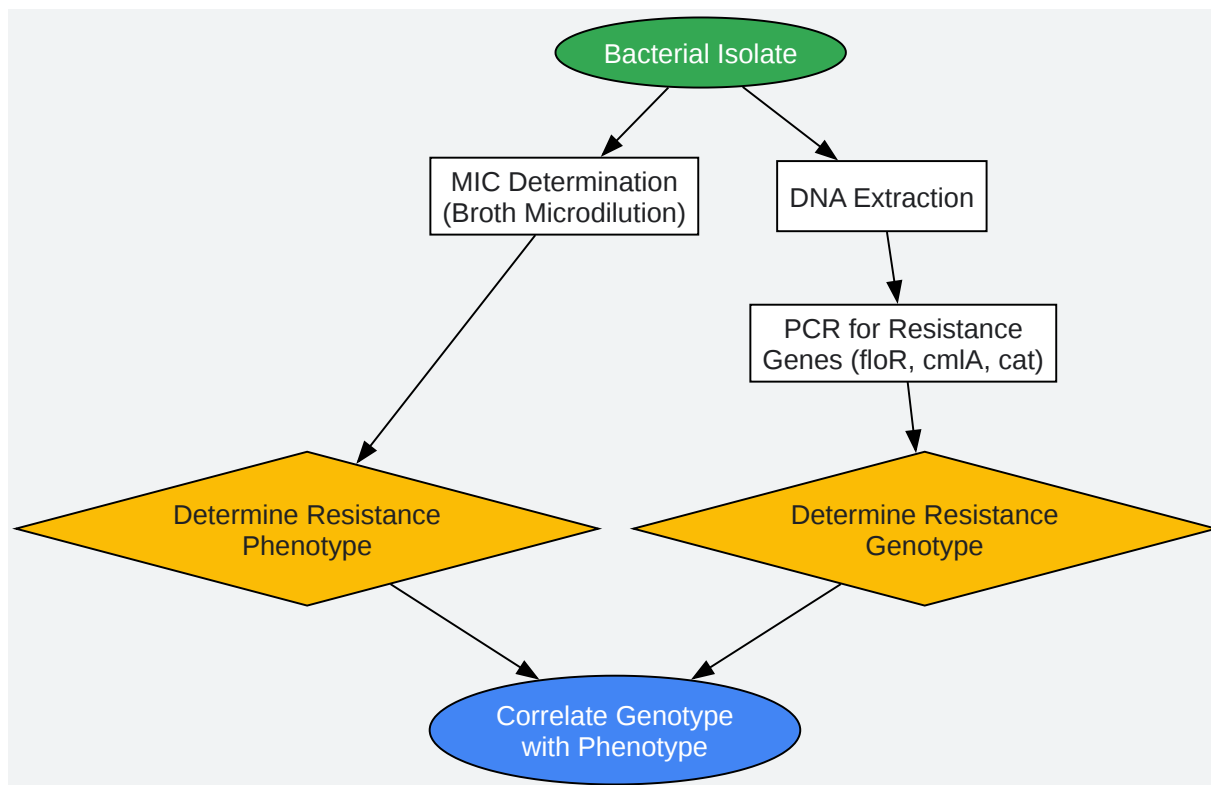 Bacterial Isolate
MIC Determination
(Broth Microdilution)
DNA Extraction
PCR for Resistance
Genes (floR, cmlA, cat)
Determine Resistance
Phenotype
Determine Resistance
Genotype
Correlate Genotype
with Phenotype